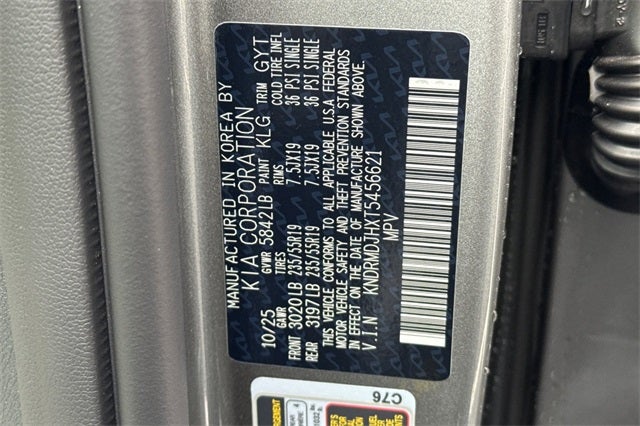 MANUFACTURED IN KOREA BY
KIA CORPORATION
10/25 GVWR 5842LB PAINT KLG TRIM GYT
GAWR TIRES RIMS COLD TIRE INFL
FRONT 3020LB 235/55R19 7.5JX19 36 PSI SINGLE
REAR 3197LB 235/55R19 7.5JX19 36 PSI SINGLE
THIS VEHICLE CONFORMS TO ALL APPLICABLE U.S.A FEDERAL
MOTOR VEHICLE SAFETY AND THEFT PREVENTION STANDARDS
IN EFFECT ON THE DATE OF MANUFACTURE SHOWN ABOVE.
V.I.N KNDRMDJHXT5456621
MPV
C76